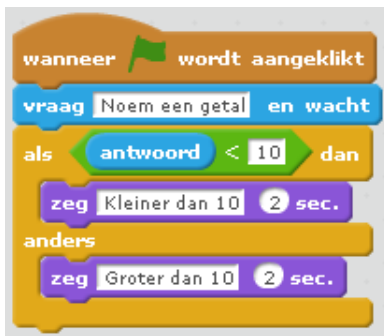 wanneer wordt aangeklikt
vraag Noem een getal en wacht
als antwoord < 10 dan
zeg Kleiner dan 10 2 sec.
anders
zeg Groter dan 10 2 sec.